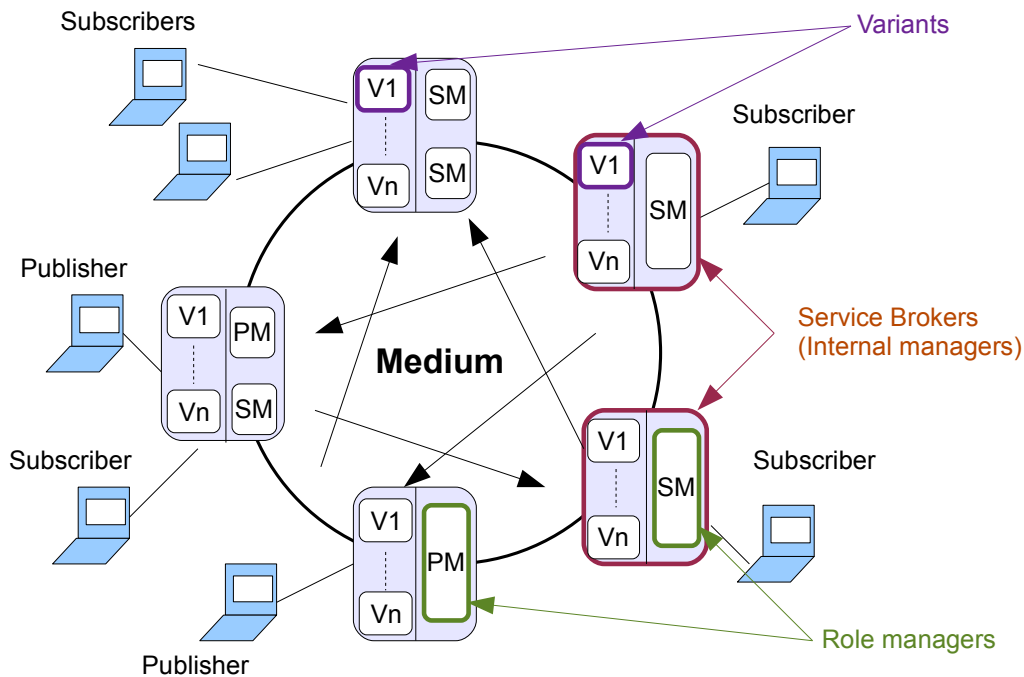 Subscribers
Variants
V1
SM
Vn
SM
Subscriber
V1
SM
Vn
Publisher
V1
PM
Vn
SM
Medium
Service Brokers
(Internal managers)
Subscriber
V1
SM
Vn
Subscriber
V1
PM
Vn
Role managers
Publisher